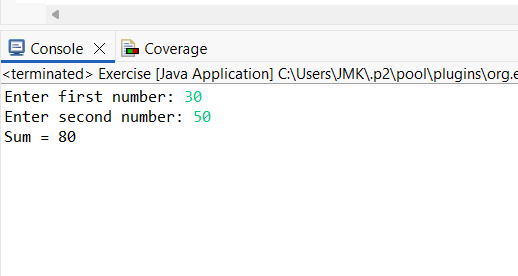 Console
Coverage
<terminated> Exercise [Java Application] C:\Users\JMK\.p2\pool\plugins\org.e
Enter first number: 30
Enter second number: 50
Sum = 80